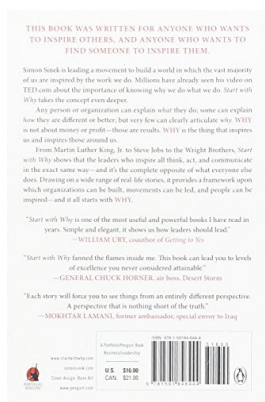 THIS BOOK WAS WRITTEN FOR ANYONE WHO WANTS
TO INSPIRE OTHERS, AND ANYONE WHO WANTS TO
FIND SOMEONE TO INSPIRE THEM.
Simon Sinek is leading a movement to build a world in which the vast majority
of us are inspired by the work we do. Millions have already seen his video on
TED.com about the importance of knowing why we do what we do. Start with
Why takes the concept even deeper.
Any person or organization can explain what they do; some can explain
how they are different or better, but very few can clearly articulate why. WHY
is not about money or profit—those are results. WHY is the thing that inspires
us and inspires those around us.
From Martin Luther King, Jr. to Steve Jobs to the Wright Brothers, Start
with Why shows that the leaders who inspire all think, act, and communicate
in the exact same way—and it's the complete opposite of what everyone else
does. Drawing on a wide range of real-life stories, it provides a framework upon
which organizations can be built, movements can be led, and people can be
inspired—and it all starts with WHY.
"Start with Why is one of the most useful and powerful books I have read in
years. Simple and elegant, it shows us how leaders should lead."
—WILLIAM URY, coauthor of Getting to Yes
"Start with Why fanned the flames inside me. This book can lead you to levels
of excellence you never considered attainable."
—GENERAL CHUCK HORNER, air boss, Desert Storm
"Each story will force you to see things from an entirely different perspective.
A perspective that is nothing short of the truth."
—MOKHTAR LAMANI, former ambassador, special envoy to Iraq
A Portfolio/Penguin Book
Business/Leadership
www.startwithwhy.com
www.penguin.com
U.S. $16.00
CAN. $21.00